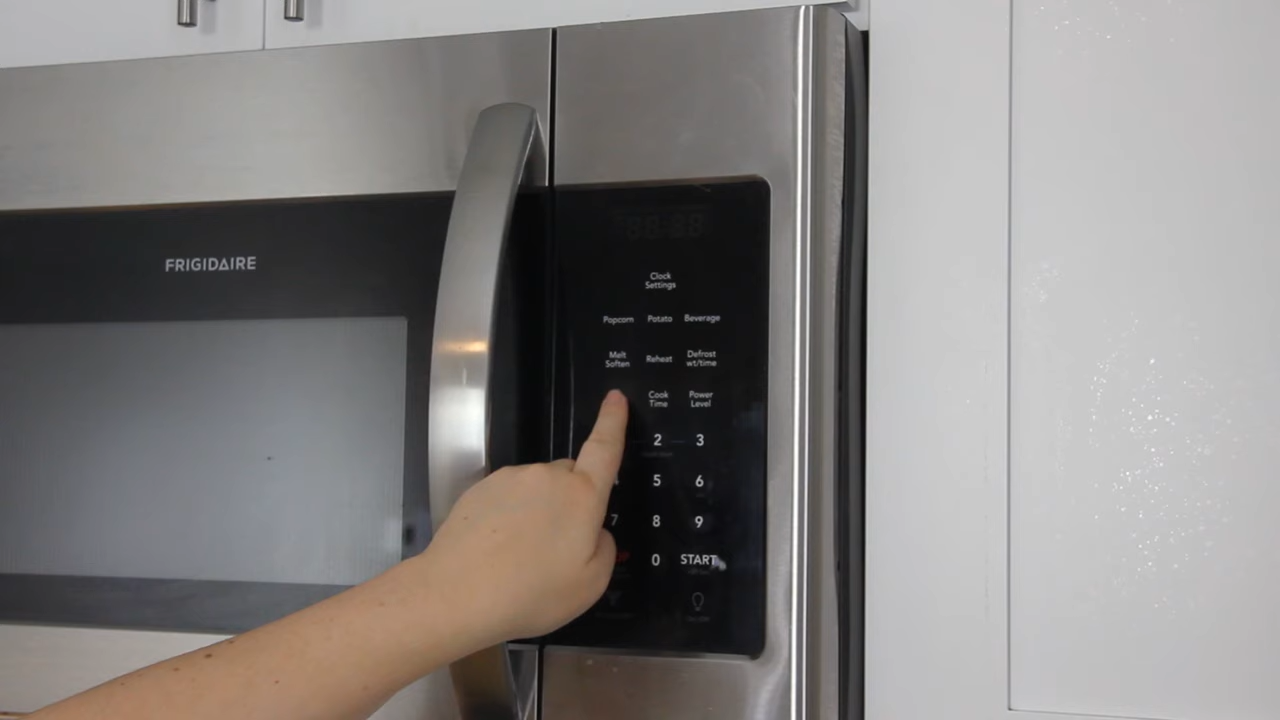 FRIGIDAIRE
Clock
Settings
Popcorn Potato Beverage
Melt
Soften
Reheat
Defrost
wt/time
Cook
Time
Power
Level
2 3
5 6
7 8 9
0 START